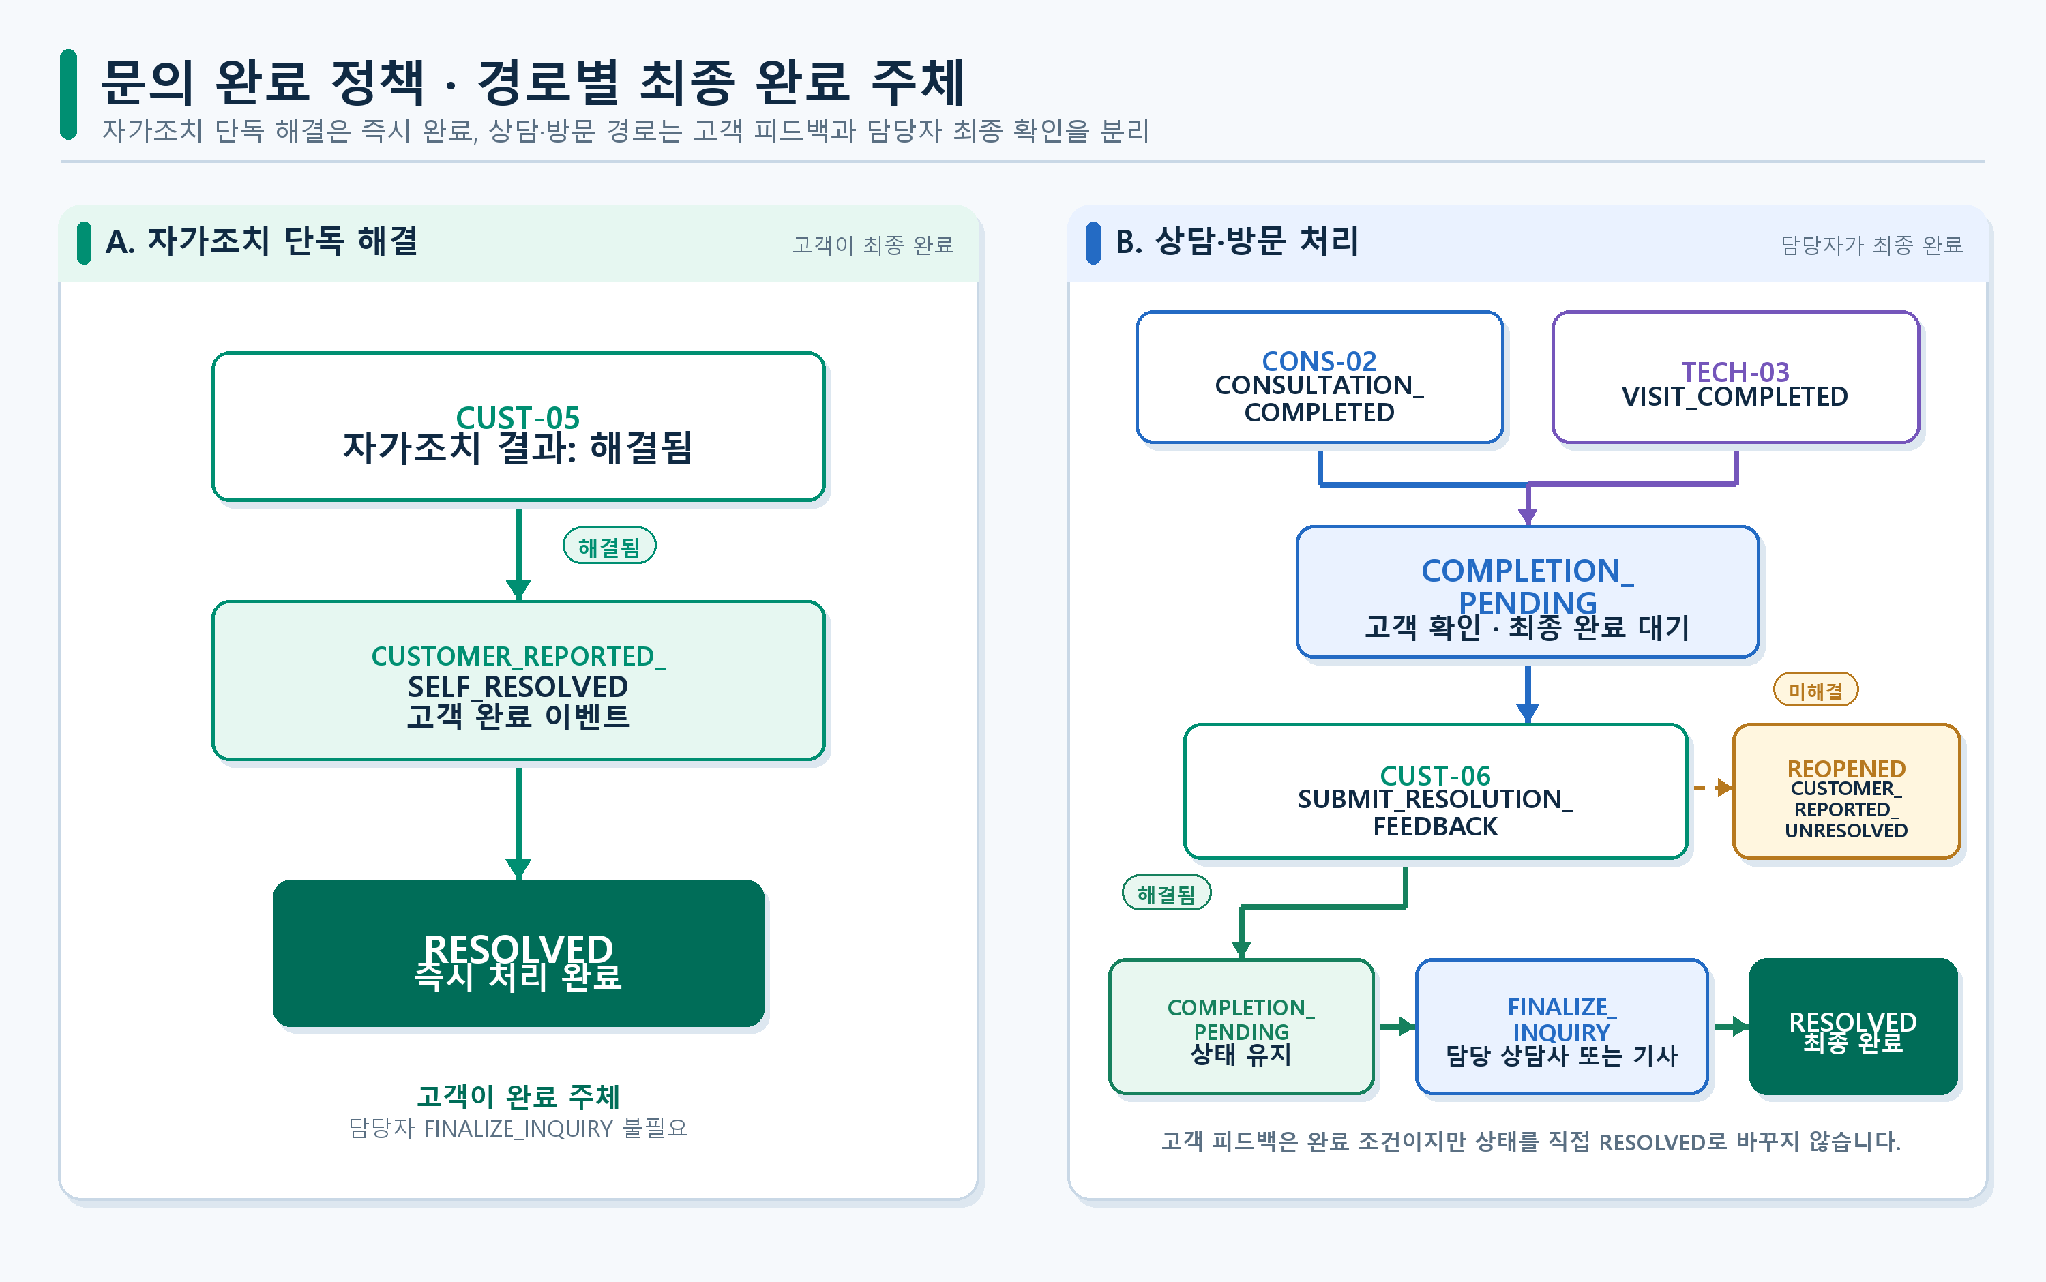 문의 완료 정책 · 경로별 최종 완료 주체
자가조치 단독 해결은 즉시 완료, 상담·방문 경로는 고객 피드백과 담당자 최종 확인을 분리
A. 자가조치 단독 해결
고객이 최종 완료
CUST-05
자가조치 결과: 해결됨
해결됨
CUSTOMER_REPORTED_
SELF_RESOLVED
고객 완료 이벤트
RESOLVED
즉시 처리 완료
고객이 완료 주체
담당자 FINALIZE_INQUIRY 불필요
B. 상담·방문 처리
담당자가 최종 완료
CONS-02
CONSULTATION_
COMPLETED
TECH-03
VISIT_COMPLETED
COMPLETION_
PENDING
고객 확인 · 최종 완료 대기
미해결
CUST-06
SUBMIT_RESOLUTION_
FEEDBACK
REOPENED
CUSTOMER_
REPORTED_
UNRESOLVED
해결됨
COMPLETION_
PENDING
상태 유지
FINALIZE_
INQUIRY
담당 상담사 또는 기사
RESOLVED
최종 완료
고객 피드백은 완료 조건이지만 상태를 직접 RESOLVED로 바꾸지 않습니다.